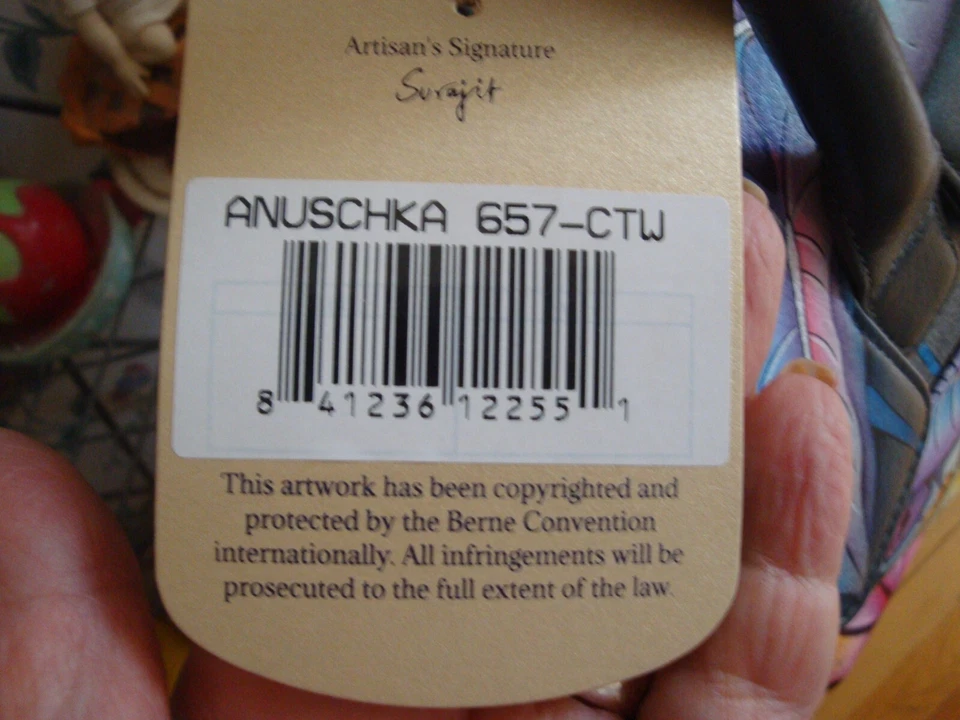 Artisan's Signature
Surajit
ANUSCHKA 657-CTW
8 41236 12255 1
This artwork has been copyrighted and
protected by the Berne Convention
internationally. All infringements will be
prosecuted to the full extent of the law.